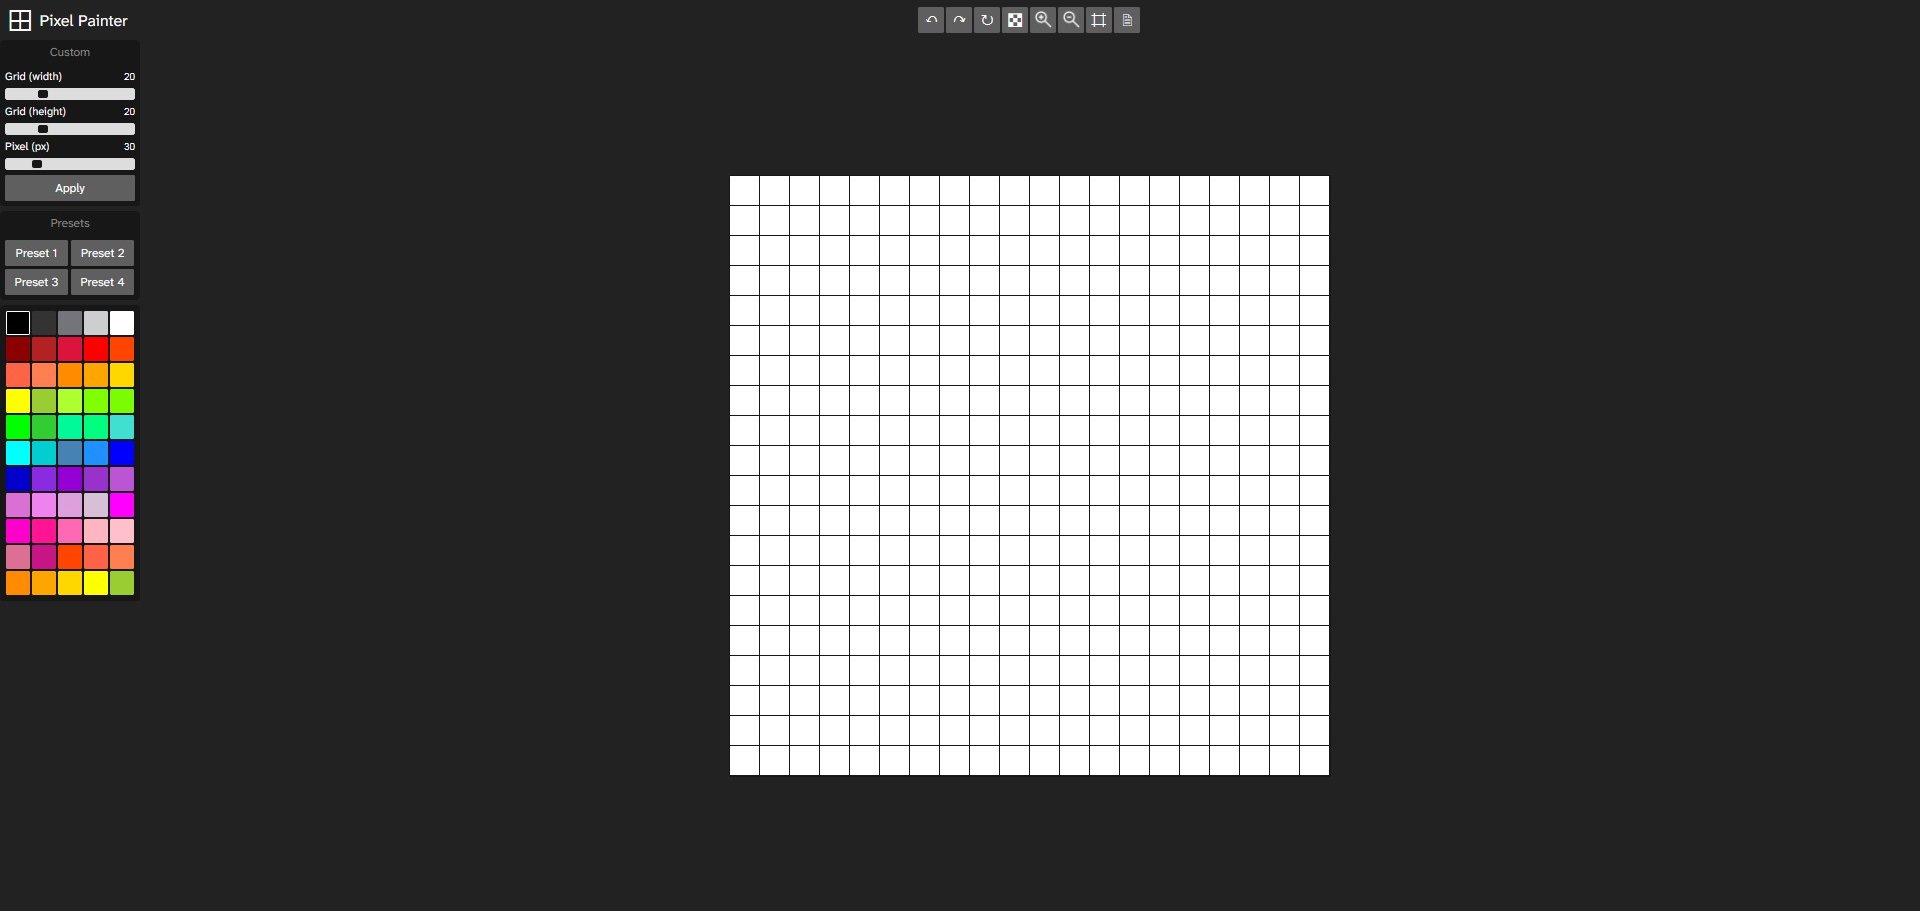 Pixel Painter
Custom
Grid (width) 20
Grid (height) 20
Pixel (px) 30
Apply
Presets
Preset 1 Preset 2
Preset 3 Preset 4